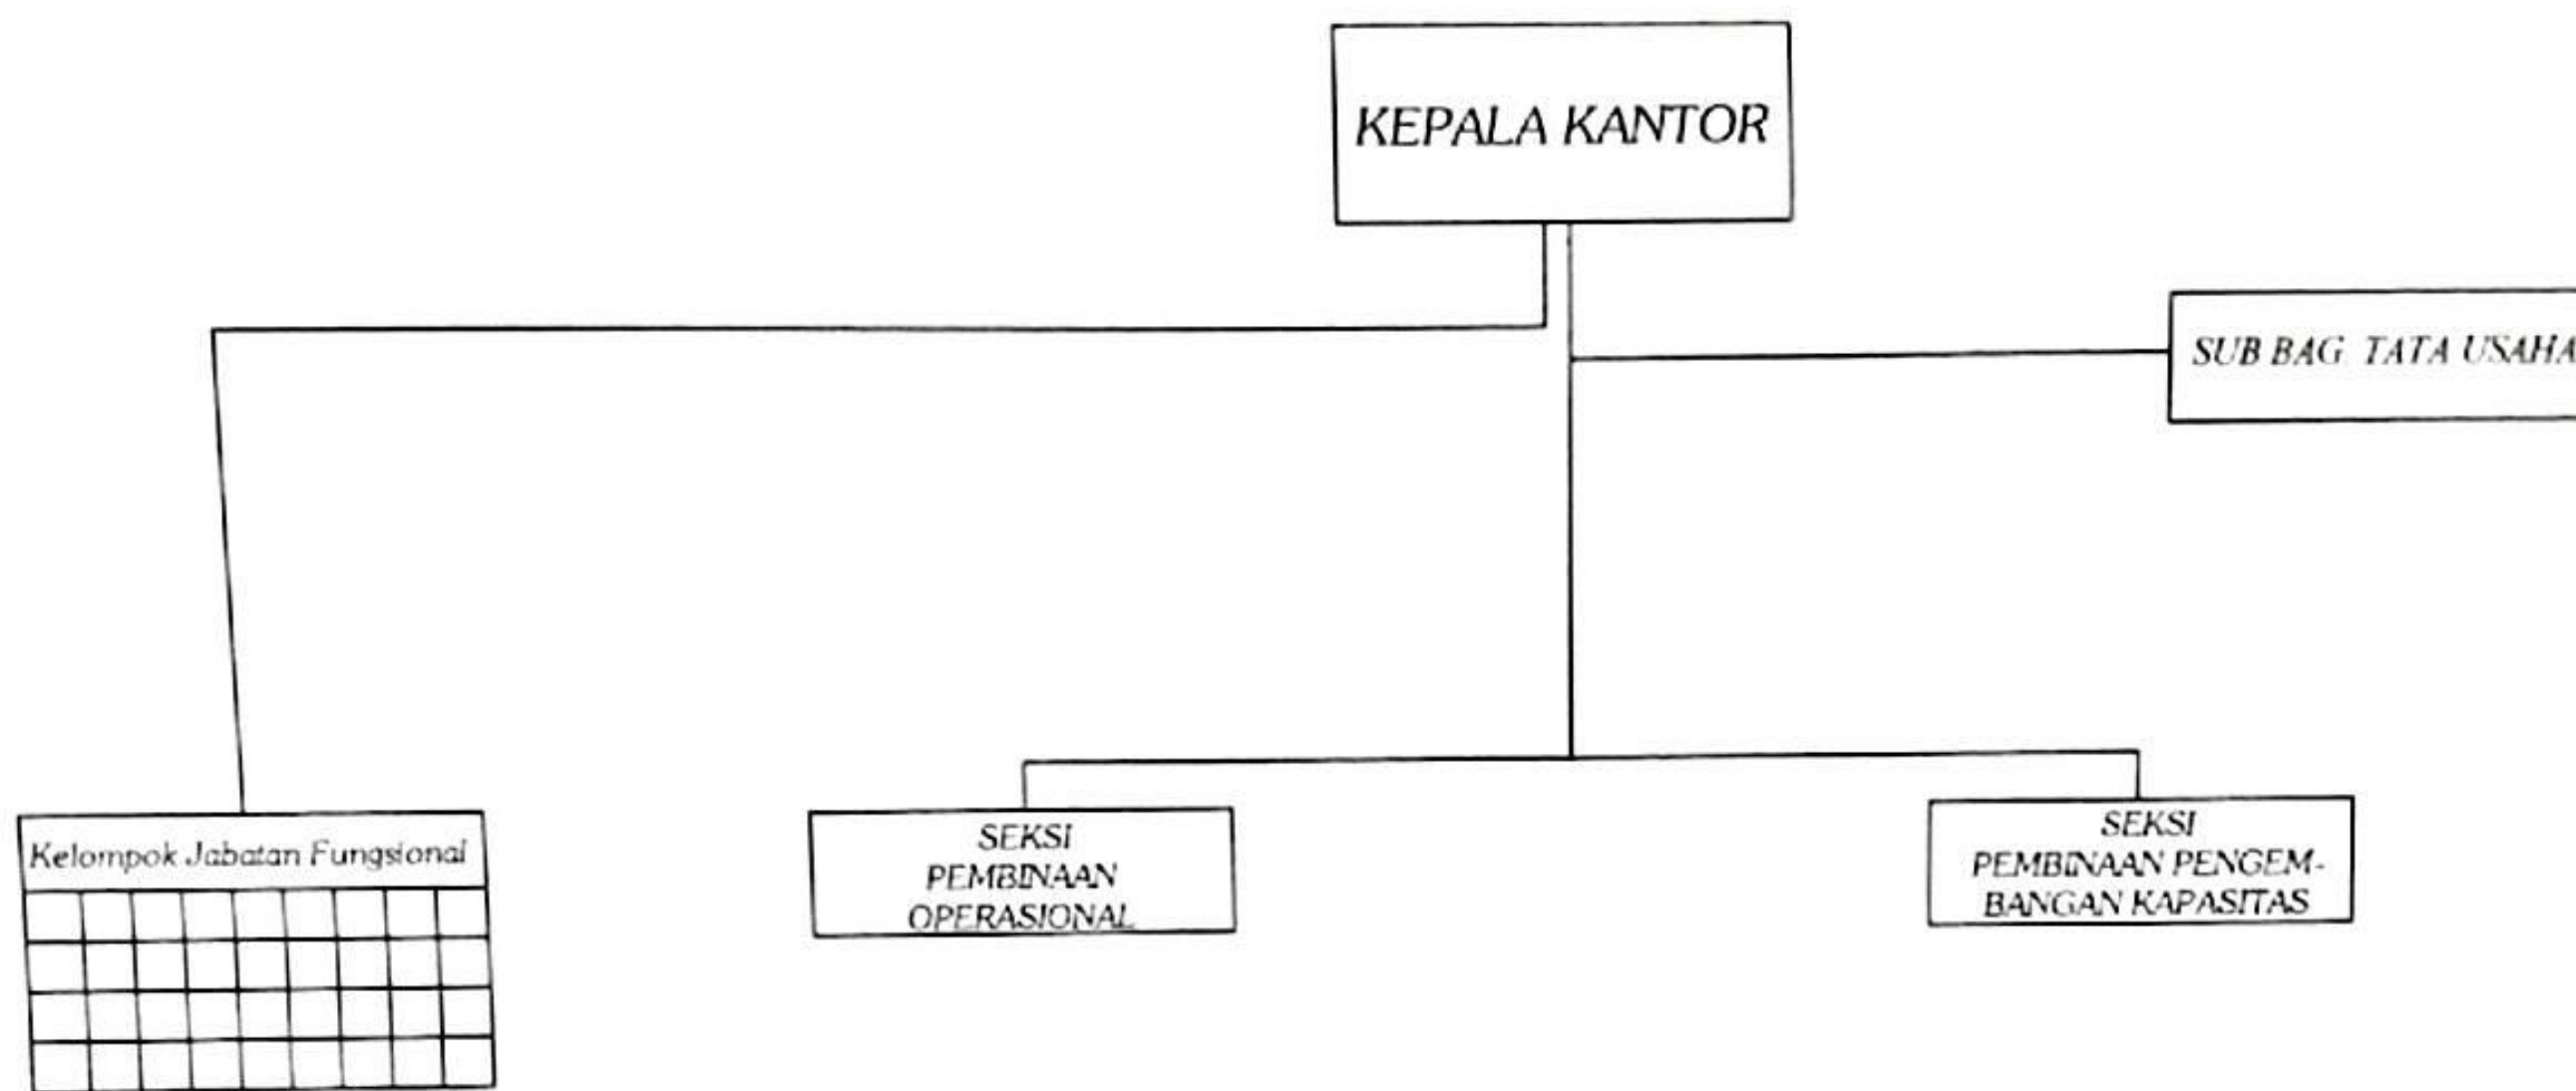 KEPALA KANTOR
SUB BAG TATA USAHA
Kelompok Jabatan Fungsional
SEKSI
PEMBINAAN
OPERASIONAL
SEKSI
PEMBINAAN PENGEM-
BANGAN KAPASITAS